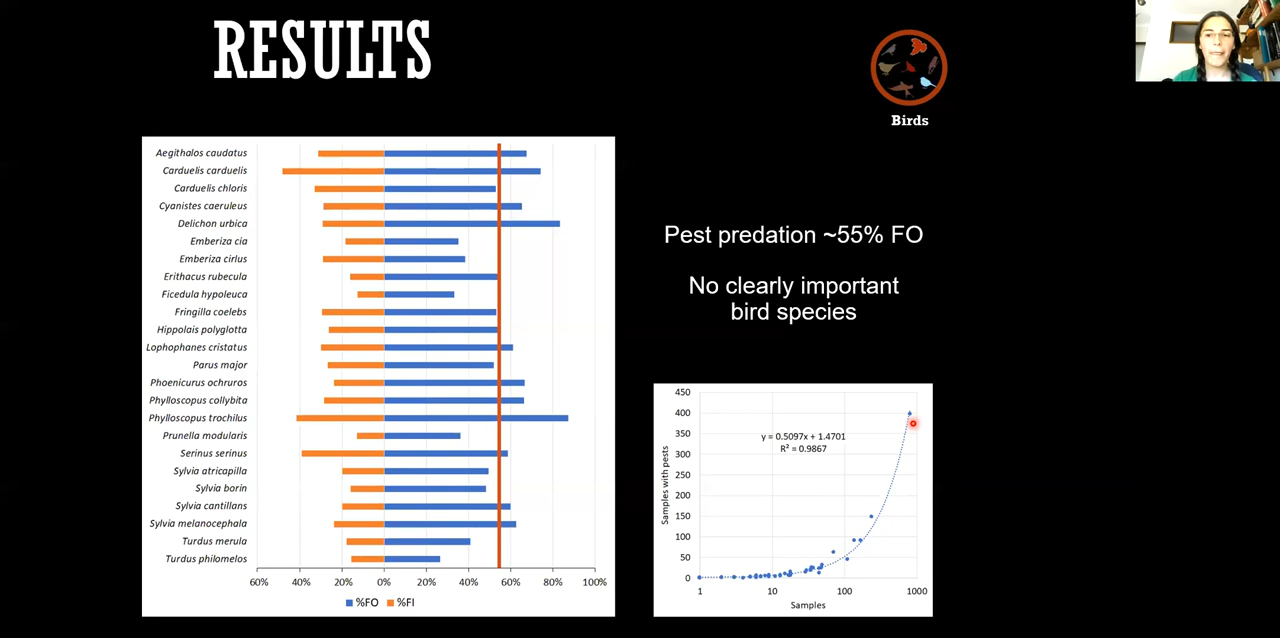 RESULTS
Birds
Aegithalos caudatus
Carduelis carduelis
Carduelis chloris
Cyanistes caeruleus
Delichon urbica
Emberiza cia
Emberiza cirlus
Erithacus rubecula
Ficedula hypoleuca
Fringilla coelebs
Hippolais polyglotta
Lophophanes cristatus
Parus major
Phoenicurus ochruros
Phylloscopus collybita
Phylloscopus trochilus
Prunella modularis
Serinus serinus
Sylvia atricapilla
Sylvia borin
Sylvia cantillans
Sylvia melanocephala
Turdus merula
Turdus philomelos
60% 40% 20% 0% 20% 40% 60% 80% 100%
%FO %FI
Pest predation ~55% FO
No clearly important
bird species
450
400
350
300
250
200
150
100
50
0
Samples with pests
y = 0.5097x + 1.4701
R² = 0.9867
1 10 100 1000
Samples